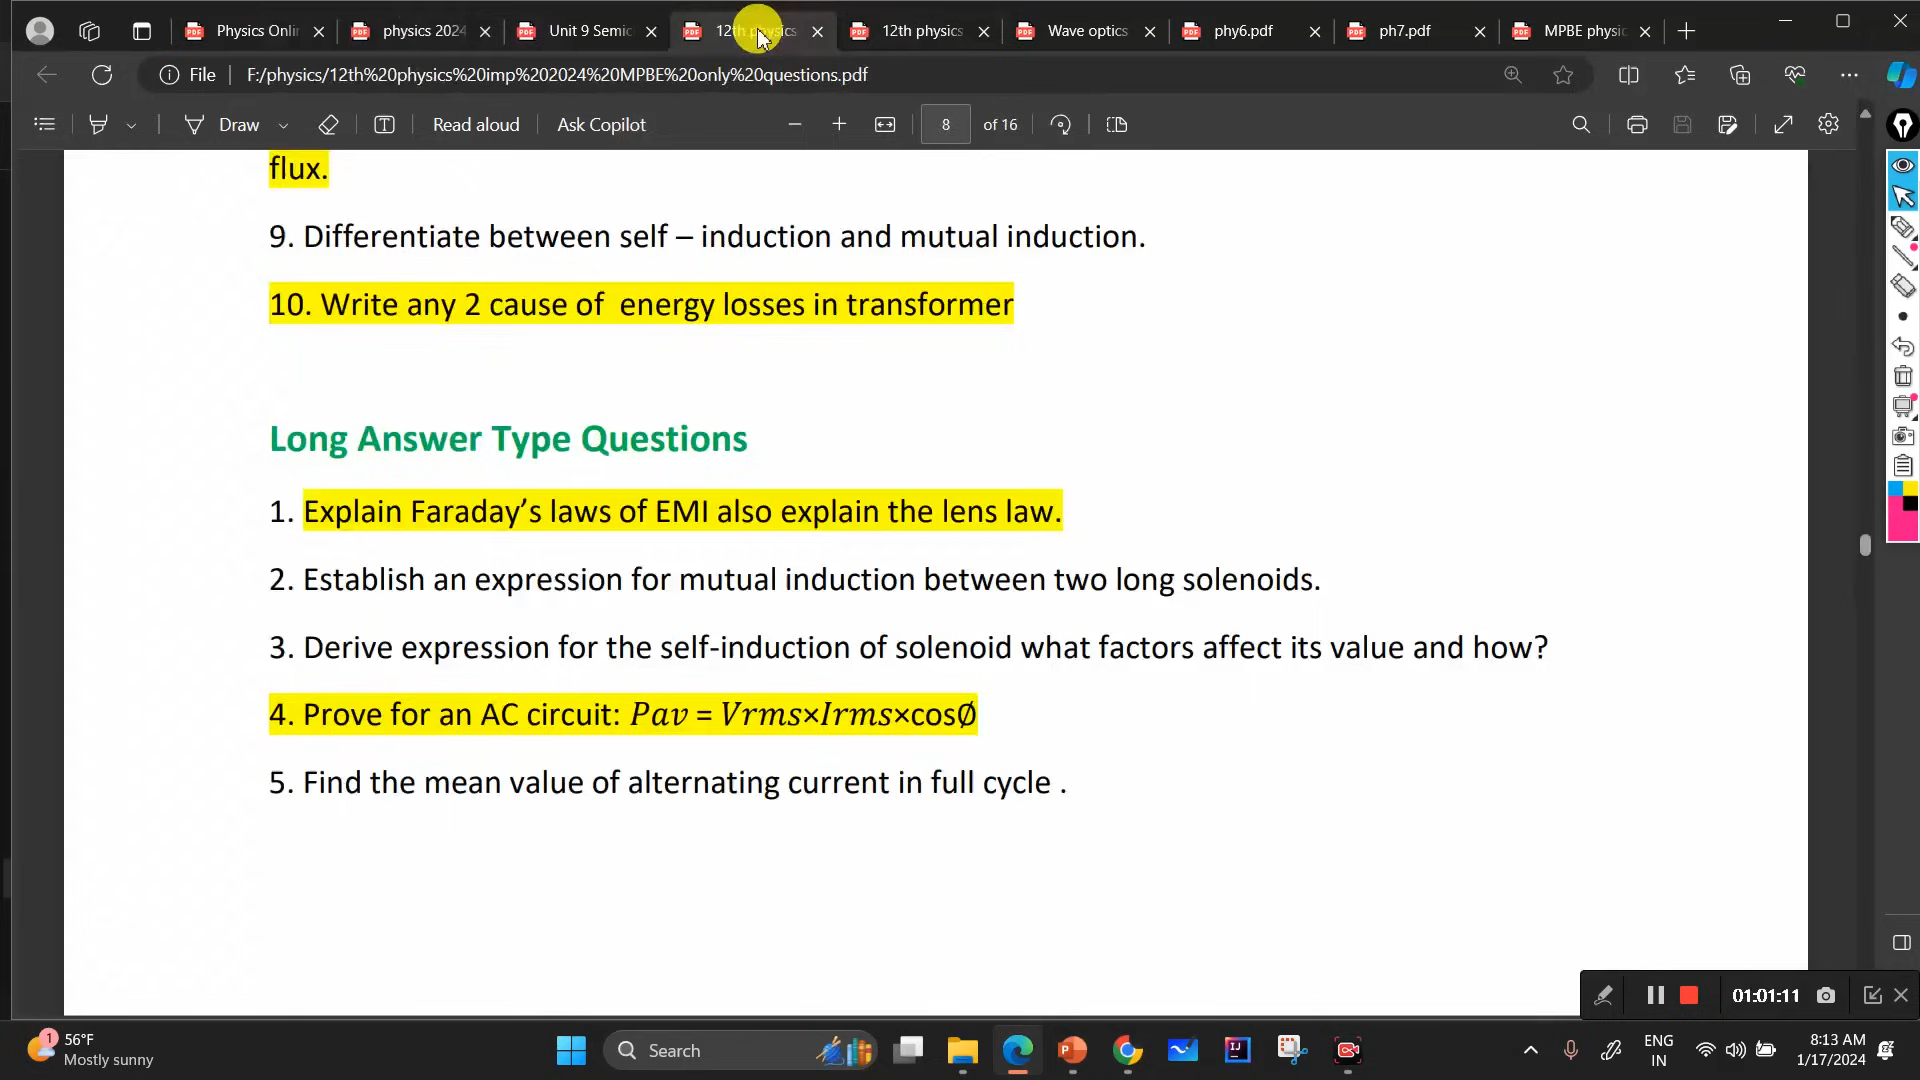 Physics Onli
physics 2024
Unit 9 Semic
12th physics
12th physics
Wave optics
phy6.pdf
ph7.pdf
MPBE physic
File
F:/physics/12th%20physics%20imp%202024%20MPBE%20only%20questions.pdf
Draw
Read aloud
Ask Copilot
8
of 16
flux.
9. Differentiate between self – induction and mutual induction.
10. Write any 2 cause of energy losses in transformer
Long Answer Type Questions
1. Explain Faraday’s laws of EMI also explain the lens law.
2. Establish an expression for mutual induction between two long solenoids.
3. Derive expression for the self-induction of solenoid what factors affect its value and how?
4. Prove for an AC circuit: Pav = Vrms×Irms×cosØ
5. Find the mean value of alternating current in full cycle .
01:01:11
1
56°F
Mostly sunny
Search
ENG
IN
8:13 AM
1/17/2024